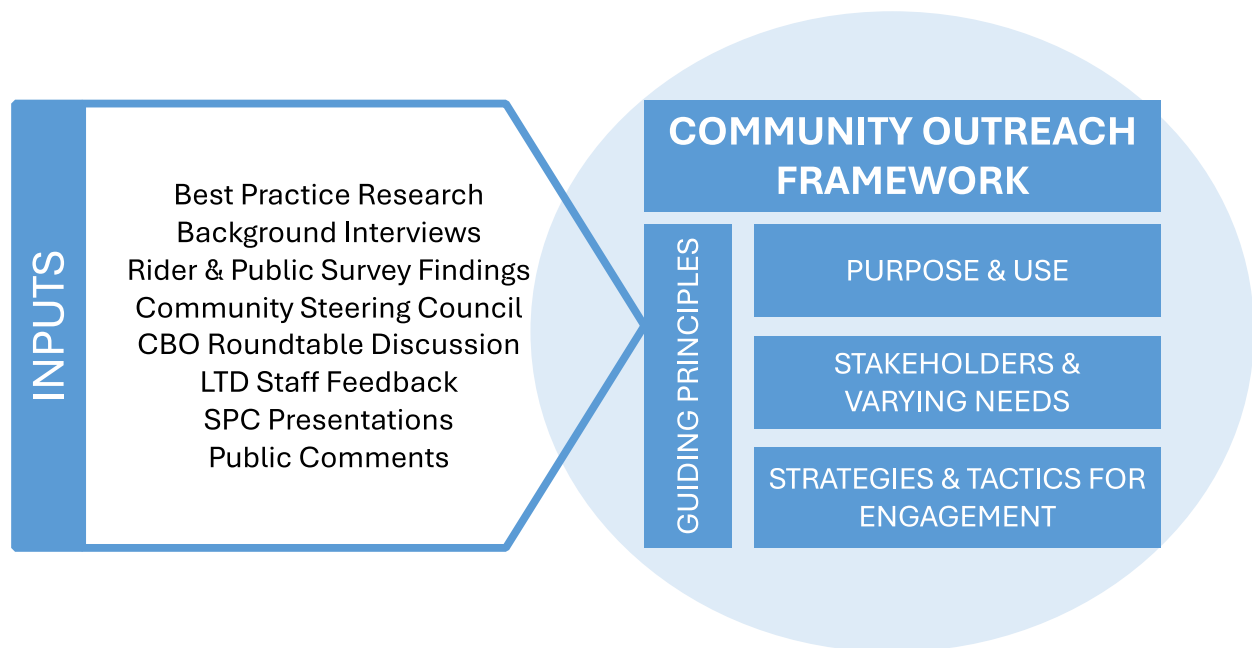 INPUTS
Best Practice Research
Background Interviews
Rider & Public Survey Findings
Community Steering Council
CBO Roundtable Discussion
LTD Staff Feedback
SPC Presentations
Public Comments
COMMUNITY OUTREACH
FRAMEWORK
GUIDING PRINCIPLES
PURPOSE & USE
STAKEHOLDERS &
VARYING NEEDS
STRATEGIES & TACTICS FOR
ENGAGEMENT